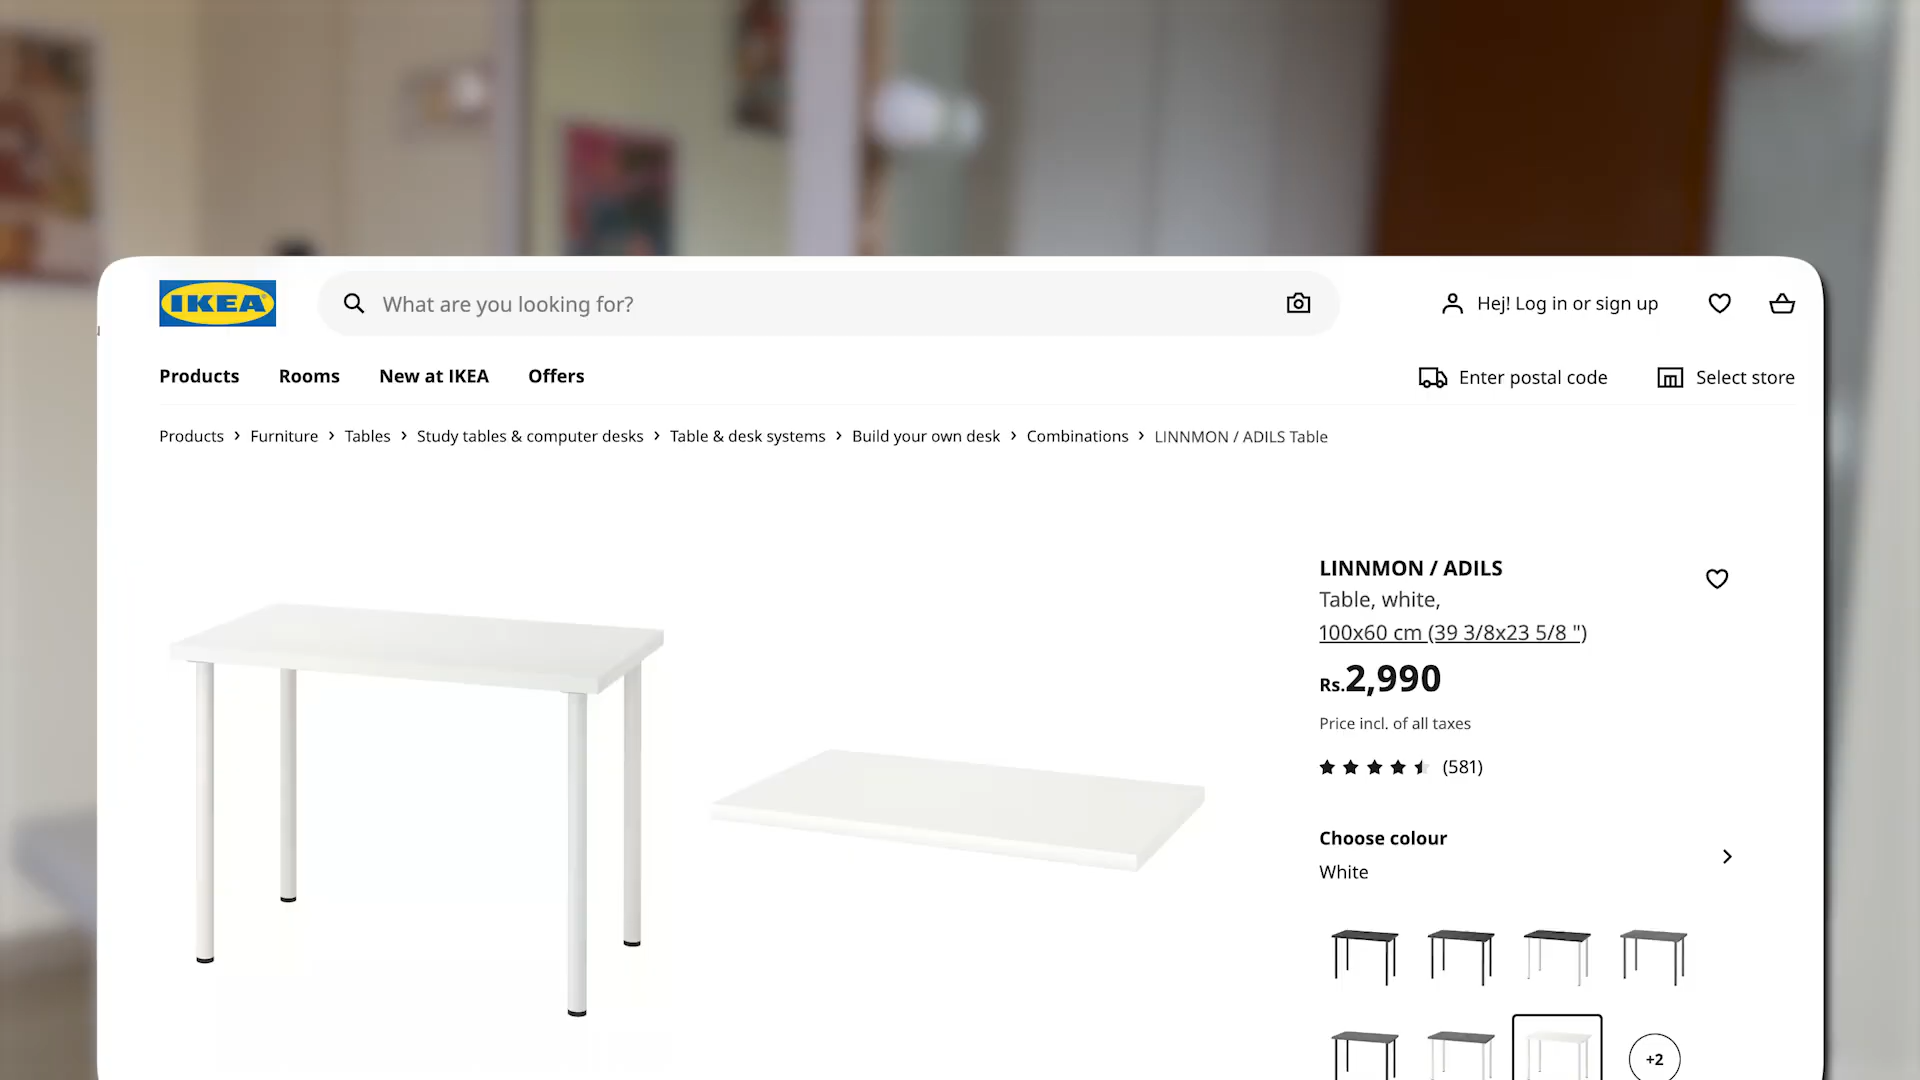 IKEA
What are you looking for?
Hej! Log in or sign up
Products
Rooms
New at IKEA
Offers
Enter postal code
Select store
Products > Furniture > Tables > Study tables & computer desks > Table & desk systems > Build your own desk > Combinations > LINNMON / ADILS Table
LINNMON / ADILS
Table, white,
100x60 cm (39 3/8x23 5/8 ")
Rs.2,990
Price incl. of all taxes
(581)
Choose colour
White
+2